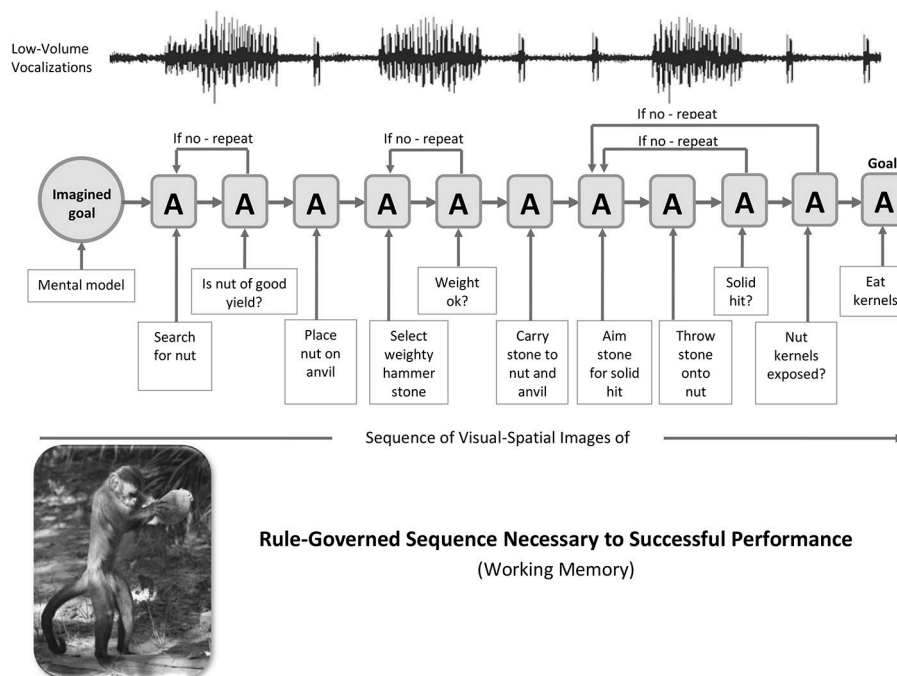 Low-Volume
Vocalizations
If no - repeat
If no - repeat
If no - repeat
If no - repeat
Goal
Imagined
goal
A
A
A
A
A
A
A
A
A
A
A
Mental model
Is nut of good
yield?
Weight
ok?
Solid
hit?
Eat
kernels
Search
for nut
Place
nut on
anvil
Select
weighty
hammer
stone
Carry
stone to
nut and
anvil
Aim
stone
for solid
hit
Throw
stone
onto
nut
Nut
kernels
exposed?
Sequence of Visual-Spatial Images of
Rule-Governed Sequence Necessary to Successful Performance
(Working Memory)